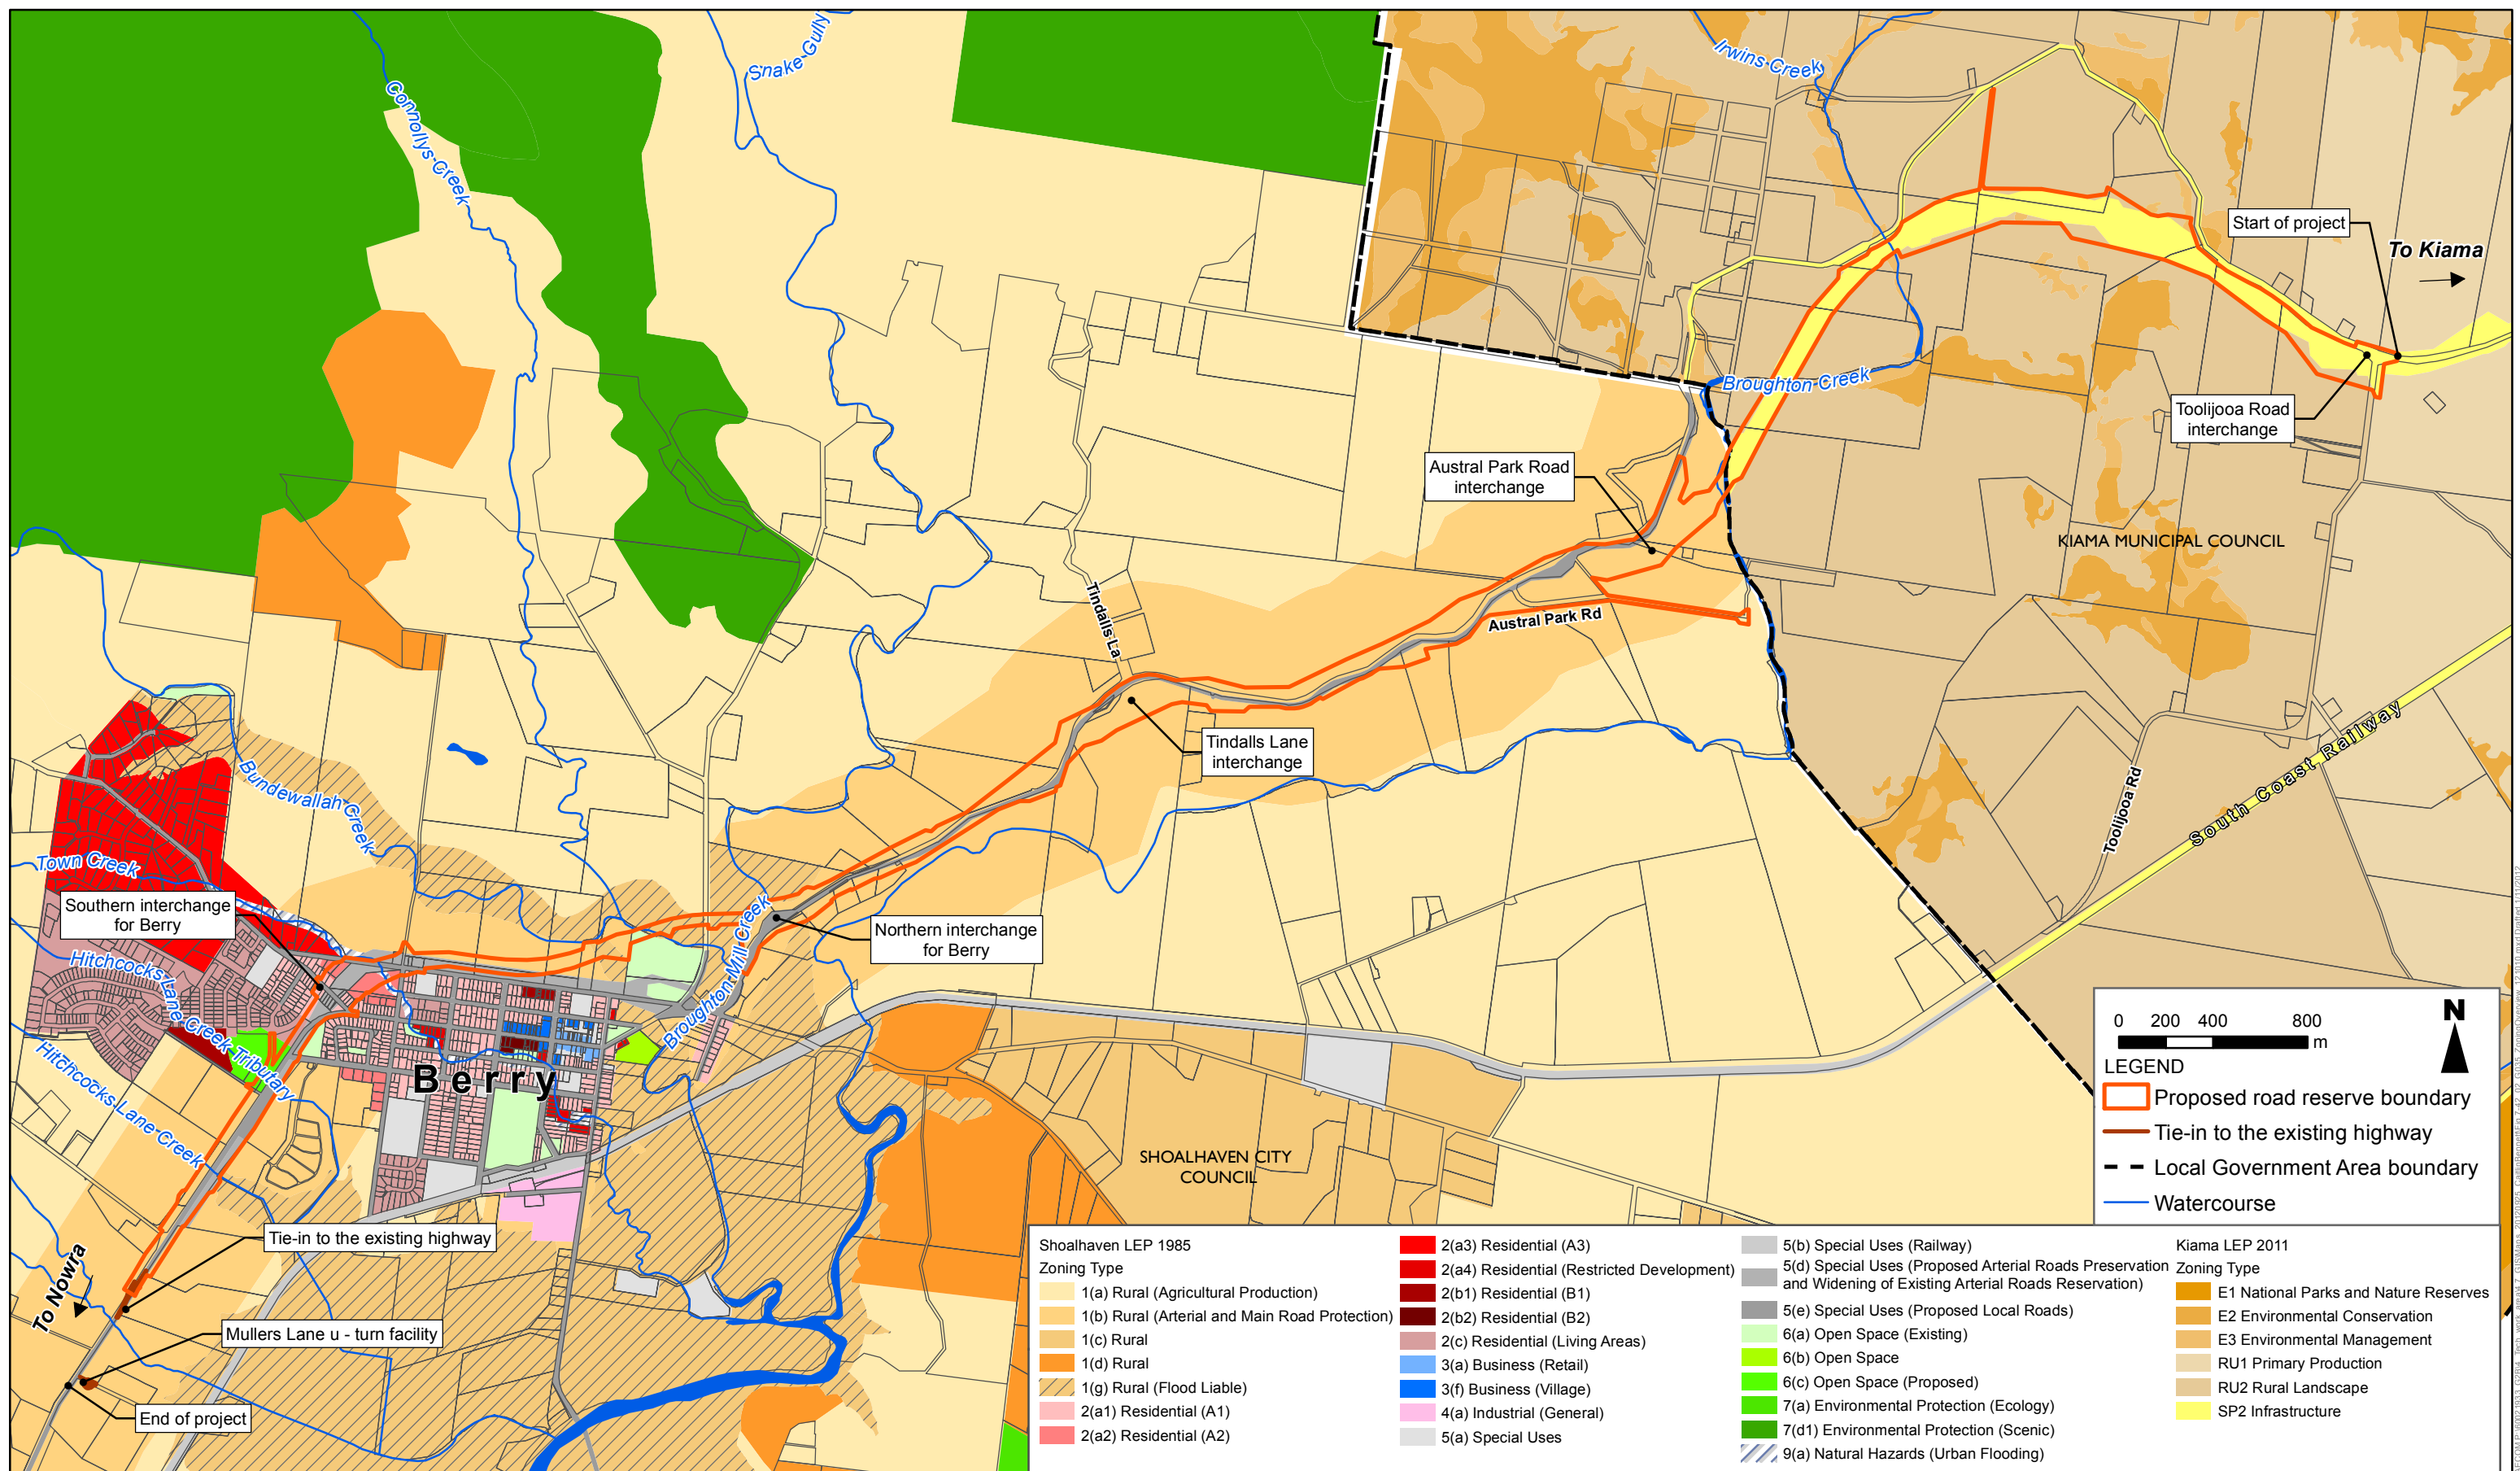 Connollys Creek
Snake Gully
Irwins Creek
Start of project
To Kiama
Broughton Creek
Toolijooa Road
interchange
Austral Park Road
interchange
KIAMA MUNICIPAL COUNCIL
Tindalls La
Austral Park Rd
Tindalls Lane
interchange
South Coast Railway
Toolijooa Rd
Bundewallah Creek
Town Creek
Southern interchange
for Berry
Northern interchange
for Berry
Broughton Mill Creek
Hitchcocks Lane Creek Tributary
Hitchcocks Lane Creek
Berry
SHOALHAVEN CITY
COUNCIL
Tie-in to the existing highway
To Nowra
Mullers Lane u - turn facility
End of project
N
0 200 400 800
m
LEGEND
Proposed road reserve boundary
Tie-in to the existing highway
Local Government Area boundary
Watercourse
Shoalhaven LEP 1985
Zoning Type
1(a) Rural (Agricultural Production)
1(b) Rural (Arterial and Main Road Protection)
1(c) Rural
1(d) Rural
1(g) Rural (Flood Liable)
2(a1) Residential (A1)
2(a2) Residential (A2)
2(a3) Residential (A3)
2(a4) Residential (Restricted Development)
2(b1) Residential (B1)
2(b2) Residential (B2)
2(c) Residential (Living Areas)
3(a) Business (Retail)
3(f) Business (Village)
4(a) Industrial (General)
5(a) Special Uses
5(b) Special Uses (Railway)
5(d) Special Uses (Proposed Arterial Roads Preservation
and Widening of Existing Arterial Roads Reservation)
5(e) Special Uses (Proposed Local Roads)
6(a) Open Space (Existing)
6(b) Open Space
6(c) Open Space (Proposed)
7(a) Environmental Protection (Ecology)
7(d1) Environmental Protection (Scenic)
9(a) Natural Hazards (Urban Flooding)
Kiama LEP 2011
Zoning Type
E1 National Parks and Nature Reserves
E2 Environmental Conservation
E3 Environmental Management
RU1 Primary Production
RU2 Rural Landscape
SP2 Infrastructure